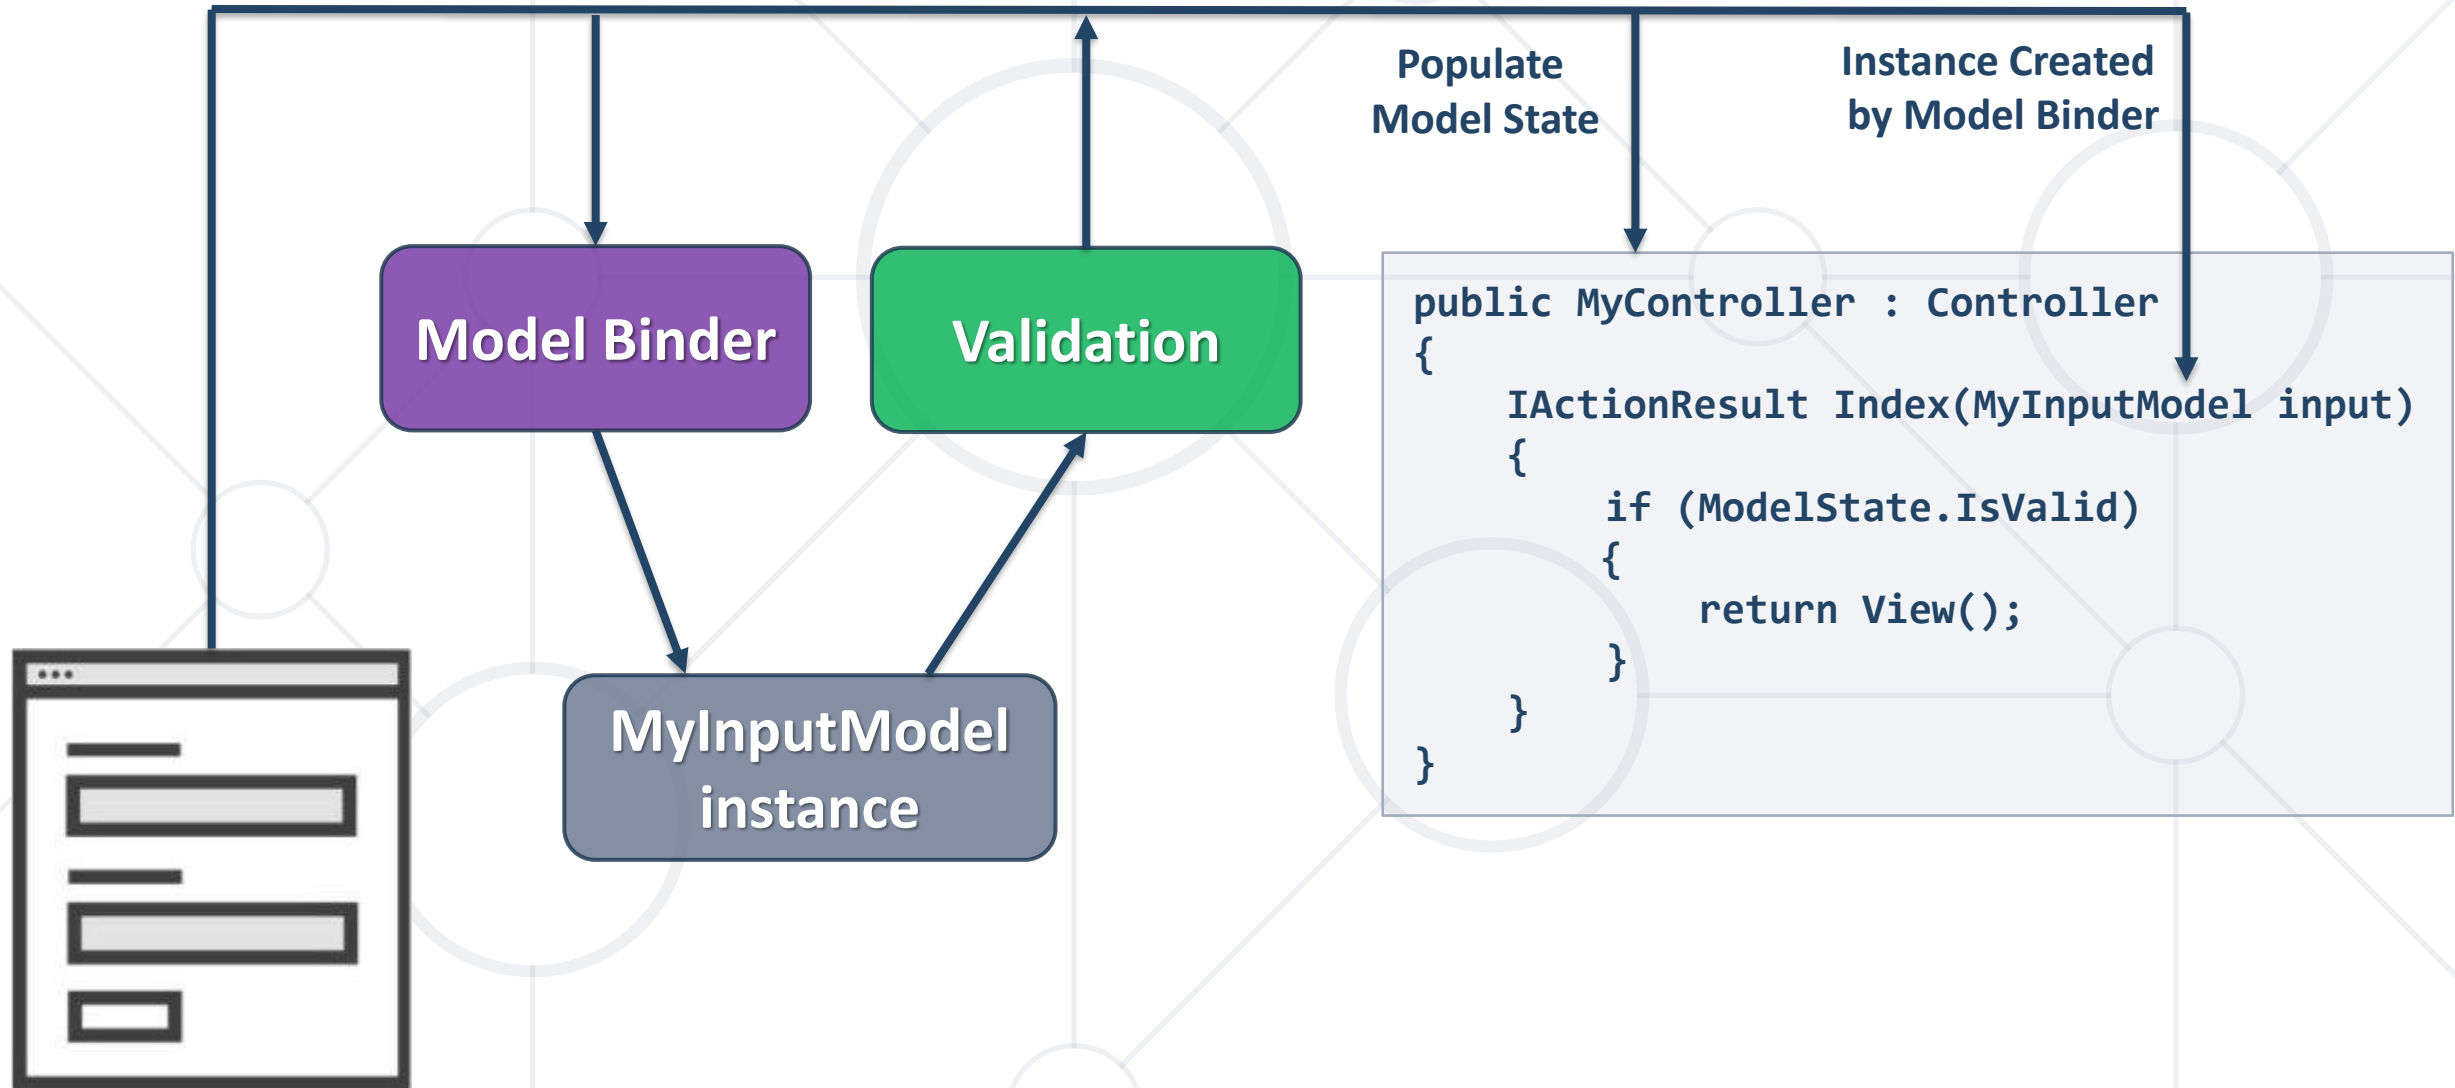 Populate
Model State
Instance Created
by Model Binder
Model Binder
Validation
MyInputModel
instance
public MyController : Controller
{
    IActionResult Index(MyInputModel input)
    {
        if (ModelState.IsValid)
        {
            return View();
        }
    }
}